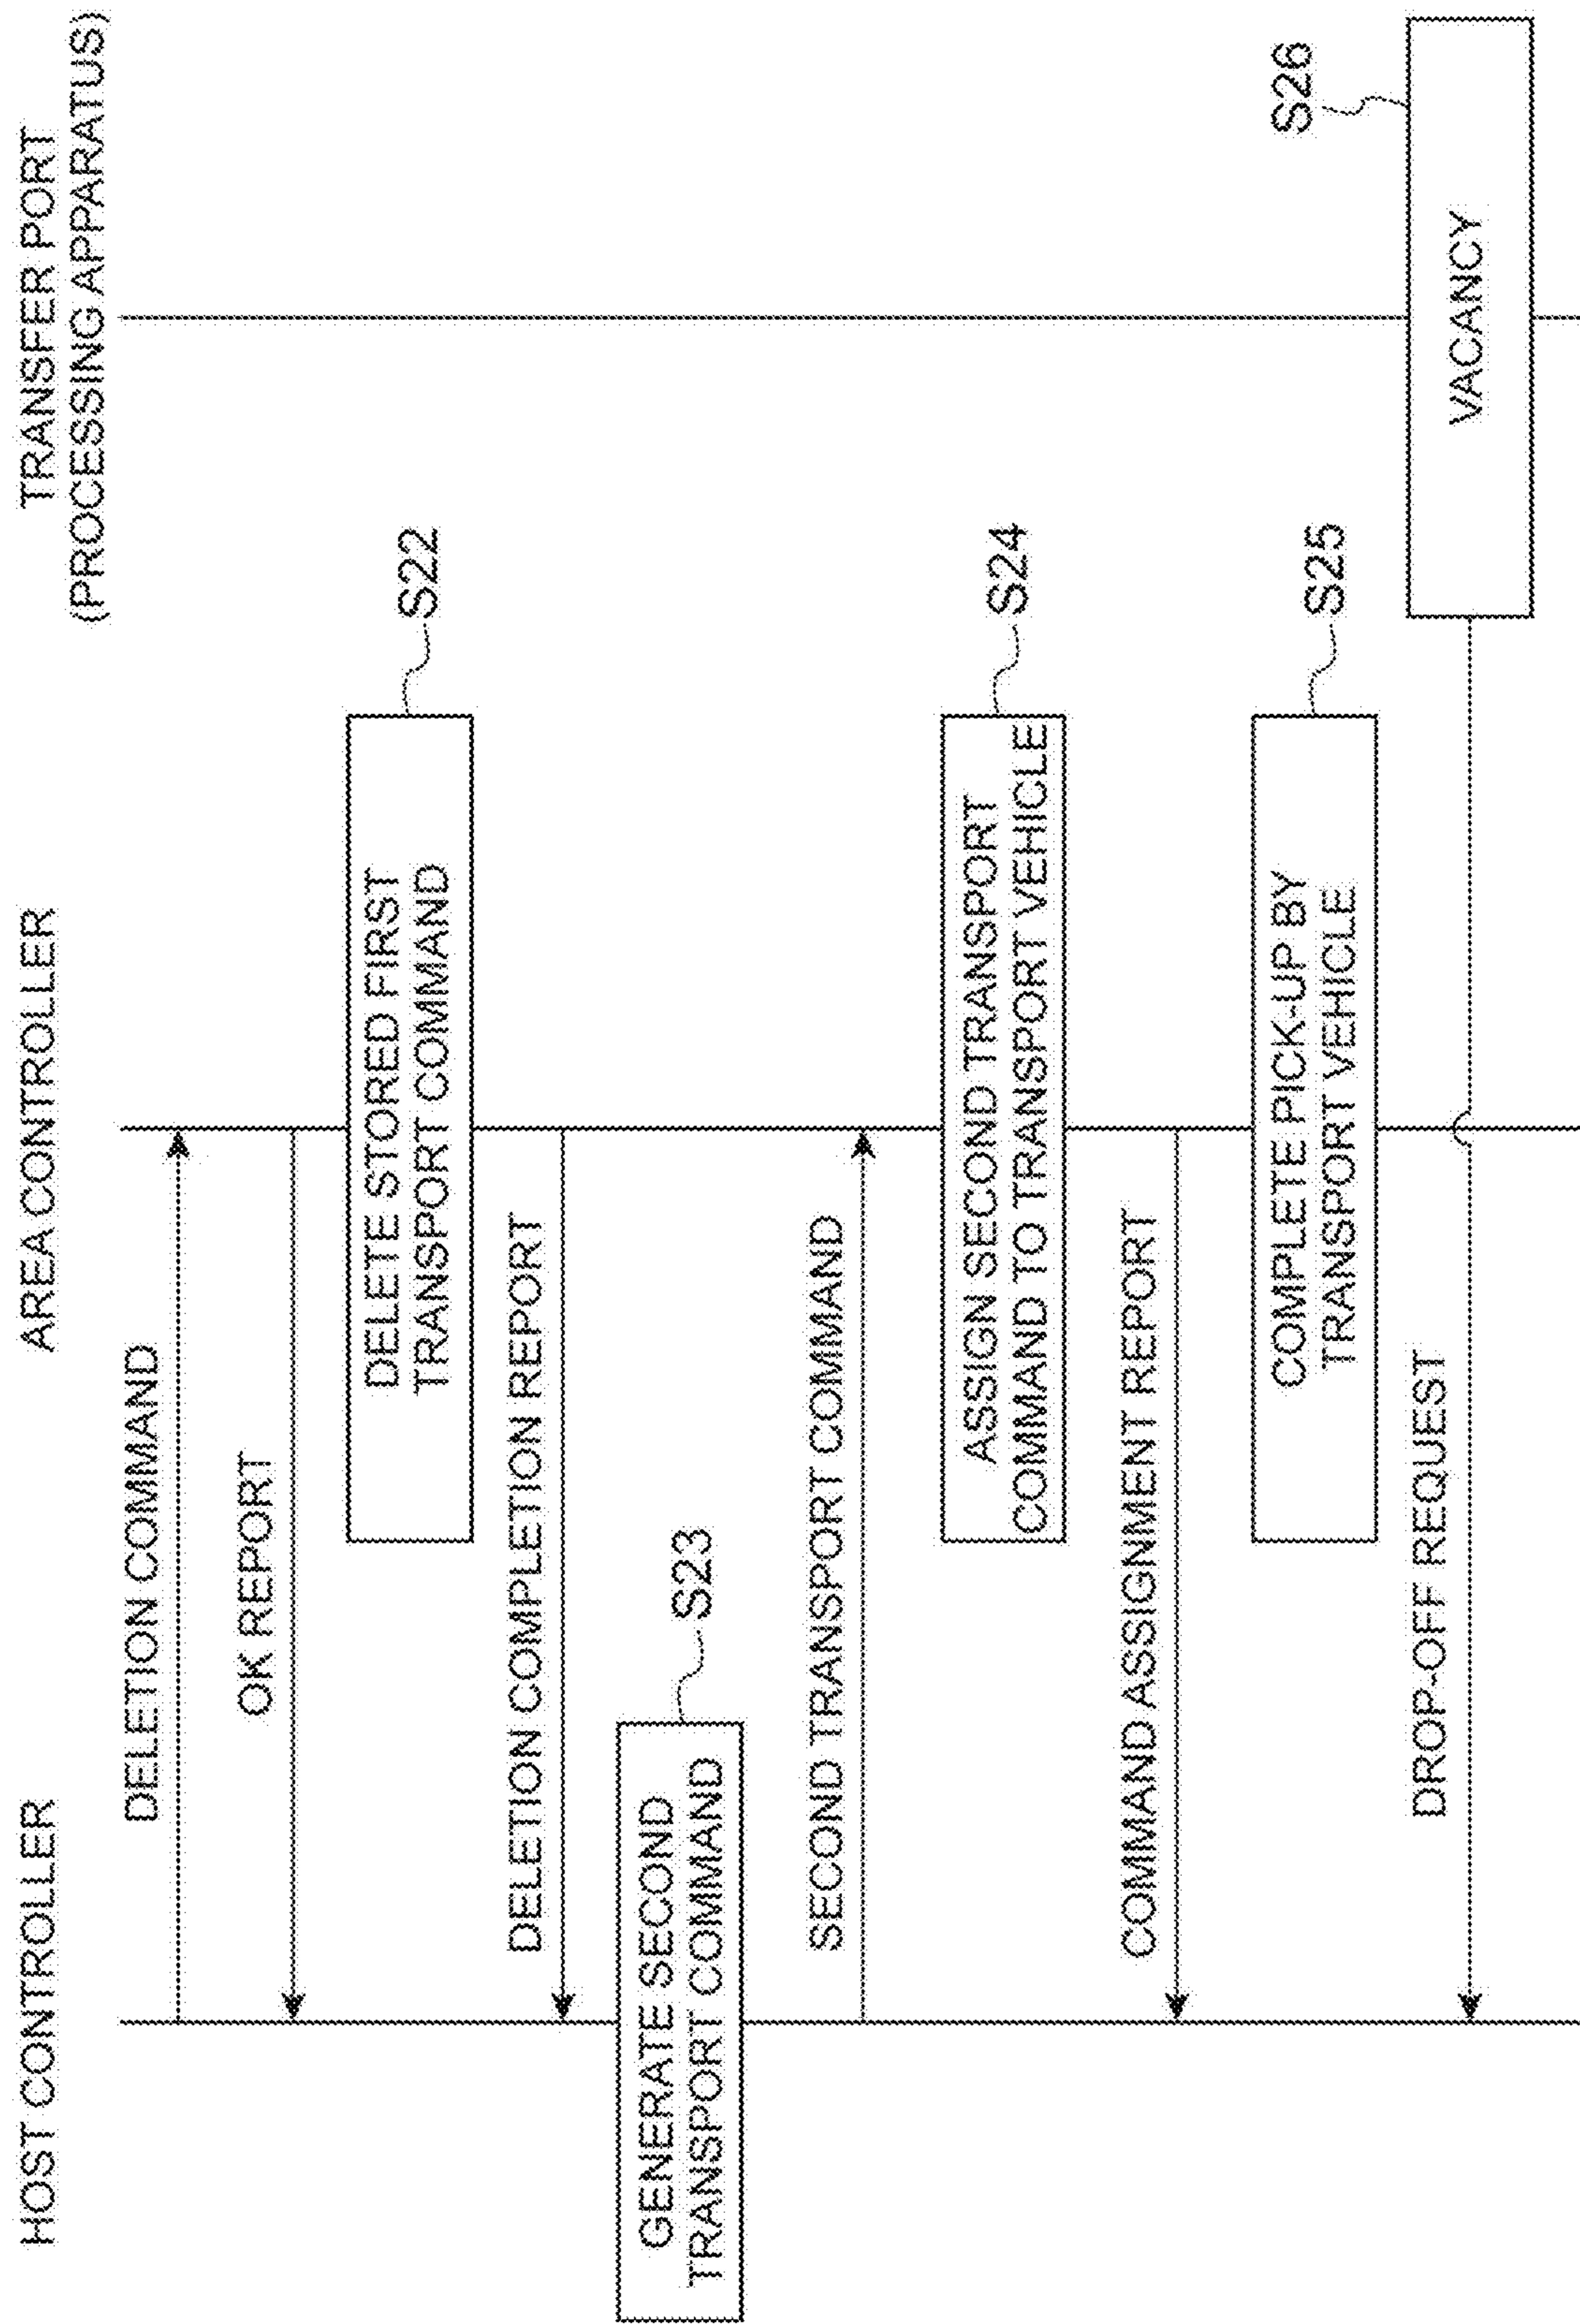 HOST CONTROLLER
AREA CONTROLLER
TRANSFER PORT
(PROCESSING APPARATUS)
DELETION COMMAND
OK REPORT
DELETE STORED FIRST
TRANSPORT COMMAND
S22
DELETION COMPLETION REPORT
GENERATE SECOND
TRANSPORT COMMAND
S23
SECOND TRANSPORT COMMAND
ASSIGN SECOND TRANSPORT
COMMAND TO TRANSPORT VEHICLE
S24
COMMAND ASSIGNMENT REPORT
COMPLETE PICK-UP BY
TRANSPORT VEHICLE
S25
S26
VACANCY
DROP-OFF REQUEST